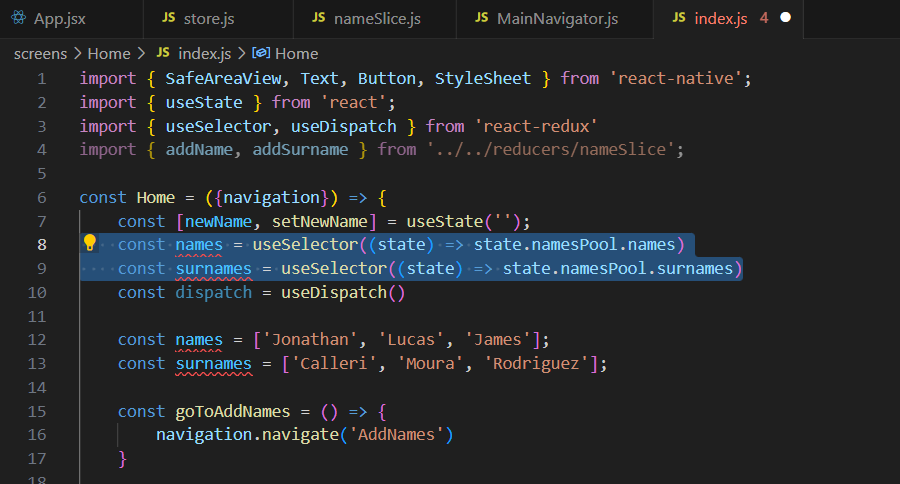 App.jsx JS store.js JS nameSlice.js JS MainNavigator.js JS index.js 4
screens > Home > JS index.js > Home
1 import { SafeAreaView, Text, Button, StyleSheet } from 'react-native';
2 import { useState } from 'react';
3 import { useSelector, useDispatch } from 'react-redux'
4 import { addName, addSurname } from '../../reducers/nameSlice';
5
6 const Home = ({navigation}) => {
7 const [newName, setNewName] = useState('');
8 const names = useSelector((state) => state.namesPool.names)
9 const surnames = useSelector((state) => state.namesPool.surnames)
10 const dispatch = useDispatch()
11
12 const names = ['Jonathan', 'Lucas', 'James'];
13 const surnames = ['Calleri', 'Moura', 'Rodriguez'];
14
15 const goToAddNames = () => {
16 navigation.navigate('AddNames')
17 }
18